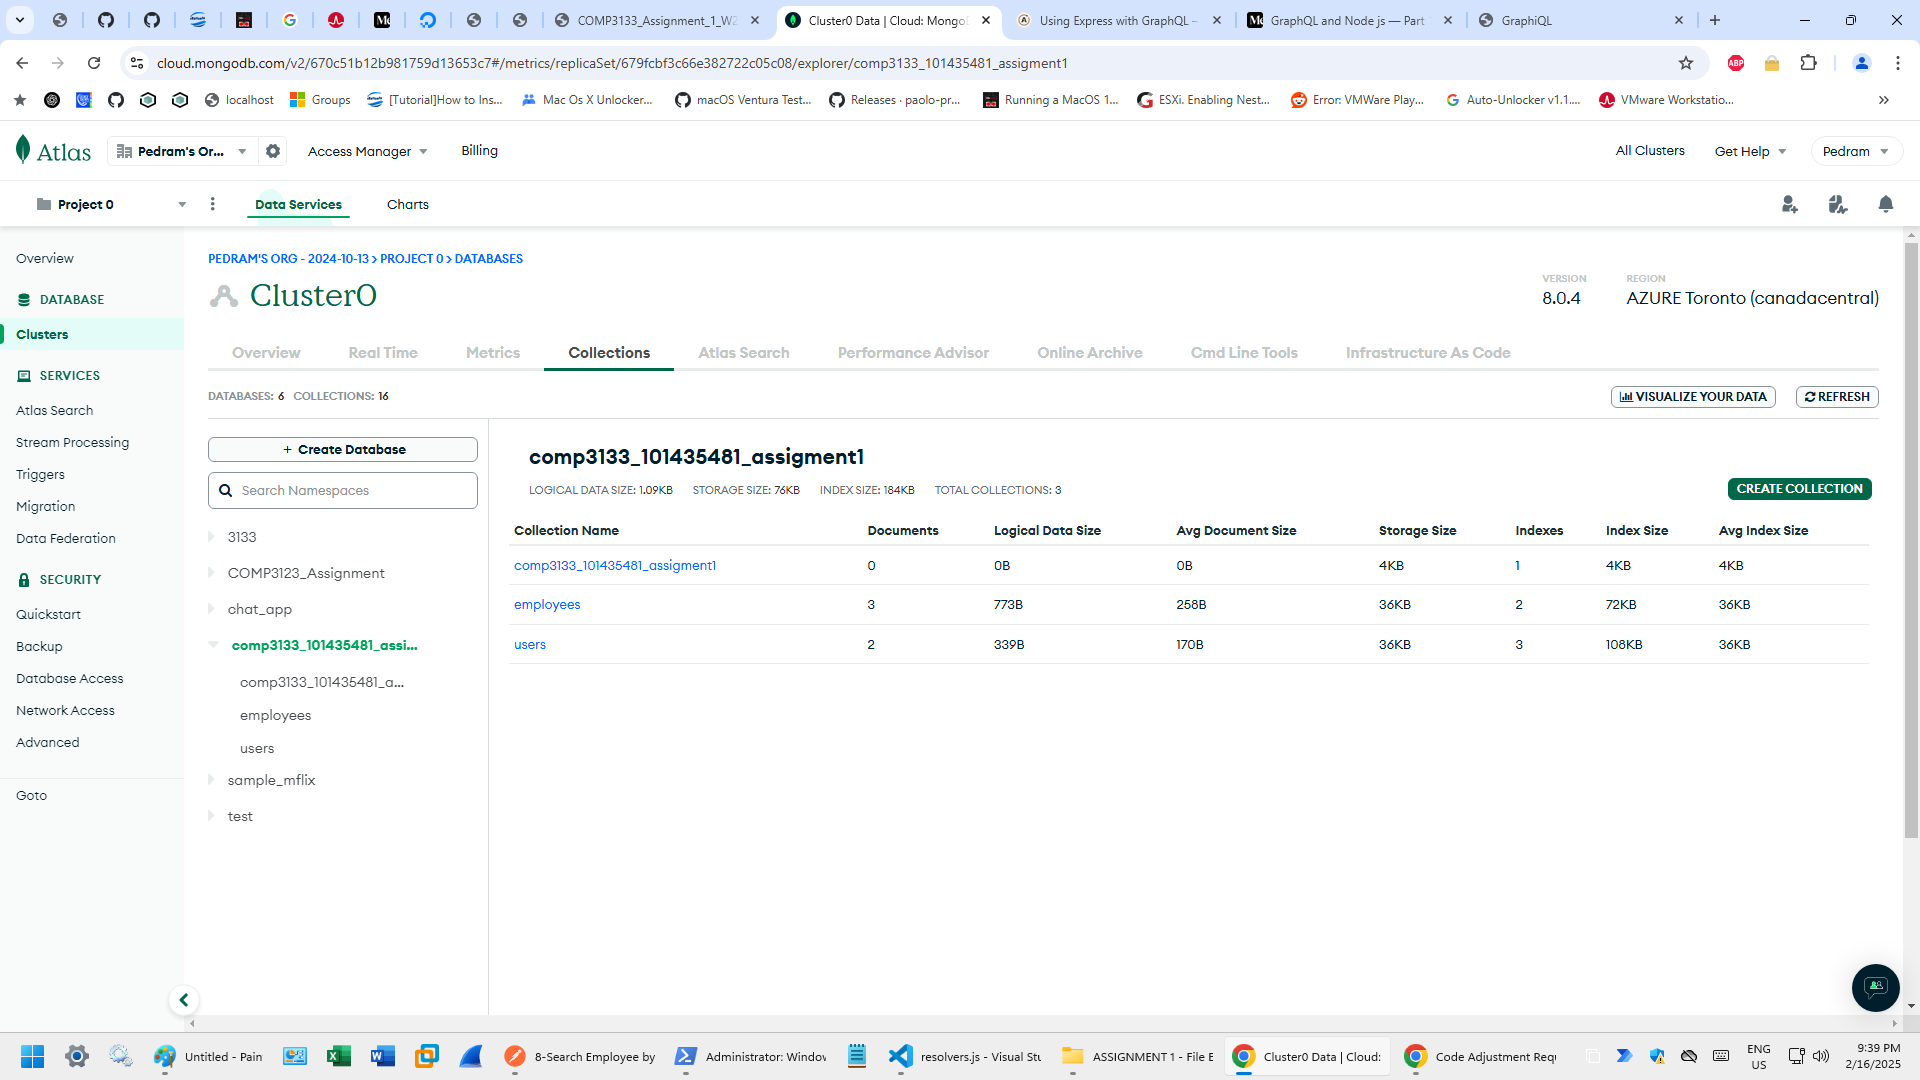 COMP3133_Assignment_1_W2
Cluster0 Data | Cloud: MongoD
Using Express with GraphQL –
GraphQL and Node js — Part 1
GraphiQL
cloud.mongodb.com/v2/670c51b12b981759d13653c7#/metrics/replicaSet/679fcbf3c66e382722c05c08/explorer/comp3133_101435481_assigment1
ABP
localhost
Groups
[Tutorial]How to Ins...
Mac Os X Unlocker...
macOS Ventura Test...
Releases · paolo-pr...
Running a MacOS 1...
ESXi. Enabling Nest...
Error: VMWare Play...
Auto-Unlocker v1.1....
VMware Workstatio...
Atlas
Pedram's Or...
Access Manager
Billing
All Clusters
Get Help
Pedram
Project 0
Data Services
Charts
Overview
DATABASE
Clusters
SERVICES
Atlas Search
Stream Processing
Triggers
Migration
Data Federation
SECURITY
Quickstart
Backup
Database Access
Network Access
Advanced
Goto
PEDRAM'S ORG - 2024-10-13 > PROJECT 0 > DATABASES
Cluster0
VERSION
8.0.4
REGION
AZURE Toronto (canadacentral)
Overview Real Time Metrics Collections Atlas Search Performance Advisor Online Archive Cmd Line Tools Infrastructure As Code
DATABASES: 6 COLLECTIONS: 16
VISUALIZE YOUR DATA
REFRESH
+ Create Database
Search Namespaces
3133
COMP3123_Assignment
chat_app
comp3133_101435481_assi...
comp3133_101435481_a...
employees
users
sample_mflix
test
comp3133_101435481_assigment1
LOGICAL DATA SIZE: 1.09KB STORAGE SIZE: 76KB INDEX SIZE: 184KB TOTAL COLLECTIONS: 3
CREATE COLLECTION
Collection Name Documents Logical Data Size Avg Document Size Storage Size Indexes Index Size Avg Index Size
comp3133_101435481_assigment1 0 0B 0B 4KB 1 4KB 4KB
employees 3 773B 258B 36KB 2 72KB 36KB
users 2 339B 170B 36KB 3 108KB 36KB
Untitled - Pain
8-Search Employee by
Administrator: Window
resolvers.js - Visual Stu
ASSIGNMENT 1 - File E
Cluster0 Data | Cloud:
Code Adjustment Requ
ENG
US
9:39 PM
2/16/2025